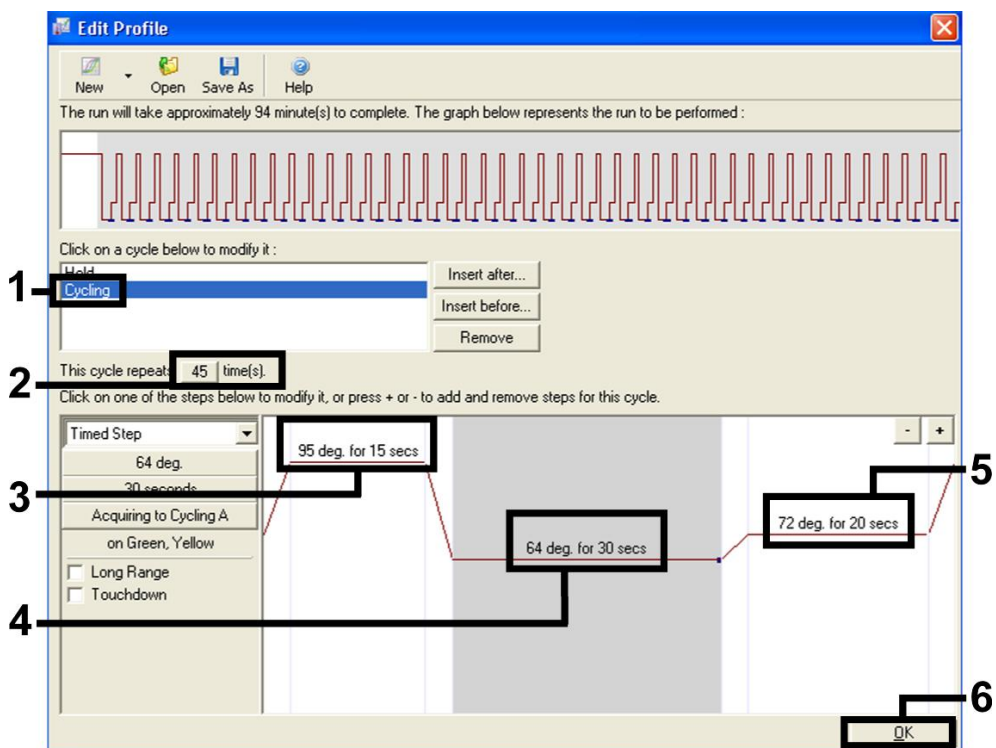 Edit Profile
New Open Save As Help
The run will take approximately 94 minute(s) to complete. The graph below represents the run to be performed :
Click on a cycle below to modify it :
Hold
1 Cycling
Insert after...
Insert before...
Remove
2 This cycle repeats 45 time(s).
Click on one of the steps below to modify it, or press + or - to add and remove steps for this cycle.
Timed Step
64 deg.
30 seconds
Acquiring to Cycling A
on Green, Yellow
Long Range
Touchdown
- +
95 deg. for 15 secs
3
64 deg. for 30 secs
4
72 deg. for 20 secs
5
6
OK